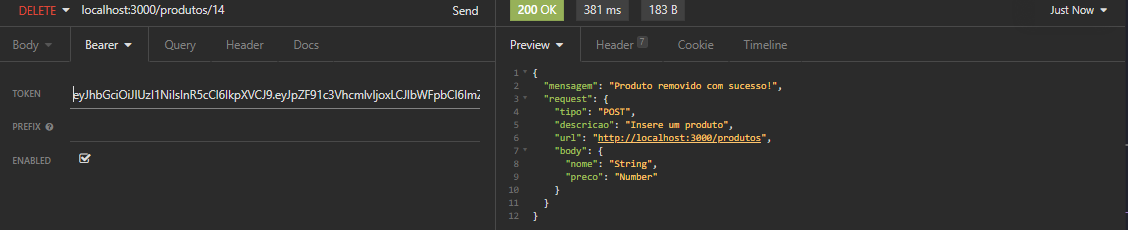 DELETE localhost:3000/produtos/14 Send 200 OK 381 ms 183 B Just Now
Body Bearer Query Header Docs Preview Header 7 Cookie Timeline
TOKEN eyJhbGciOiJIUzI1NiIsInR5cCI6IkpXVCJ9.eyJpZF91c3VhcmlvIjoxLCJlbWFpbCI6ImZ
PREFIX
ENABLED
1 {
2 "mensagem": "Produto removido com sucesso!",
3 "request": {
4 "tipo": "POST",
5 "descricao": "Insere um produto",
6 "url": "http://localhost:3000/produtos",
7 "body": {
8 "nome": "String",
9 "preco": "Number"
10 }
11 }
12 }